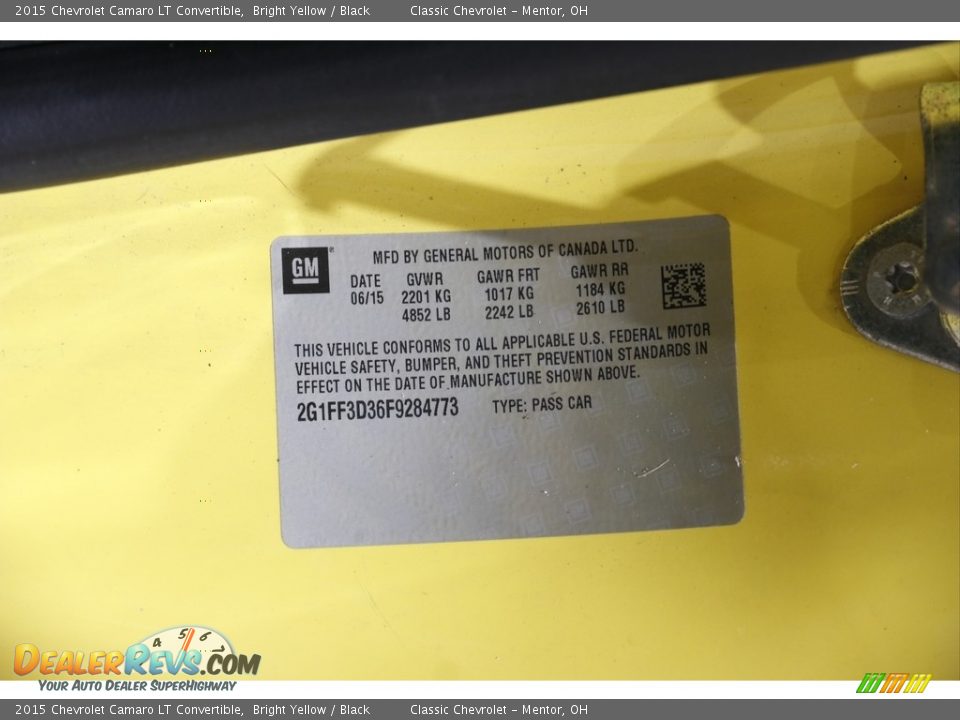 2015 Chevrolet Camaro LT Convertible, Bright Yellow / Black Classic Chevrolet - Mentor, OH
GM
MFD BY GENERAL MOTORS OF CANADA LTD.
DATE GVWR GAWR FRT GAWR RR
06/15 2201 KG 1017 KG 1184 KG
4852 LB 2242 LB 2610 LB
THIS VEHICLE CONFORMS TO ALL APPLICABLE U.S. FEDERAL MOTOR
VEHICLE SAFETY, BUMPER, AND THEFT PREVENTION STANDARDS IN
EFFECT ON THE DATE OF MANUFACTURE SHOWN ABOVE.
2G1FF3D36F9284773 TYPE: PASS CAR
4 5 6
DEALERREVS.COM
YOUR AUTO DEALER SUPERHIGHWAY
2015 Chevrolet Camaro LT Convertible, Bright Yellow / Black Classic Chevrolet - Mentor, OH